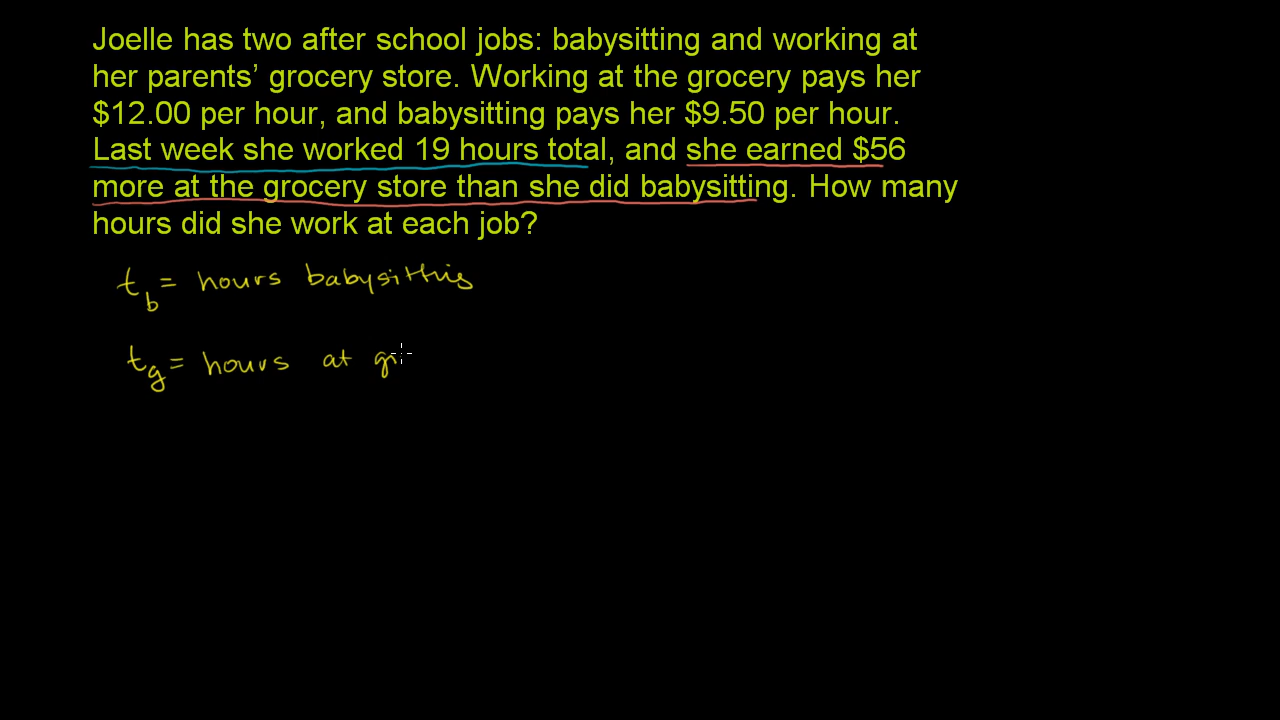 Joelle has two after school jobs: babysitting and working at
her parents’ grocery store. Working at the grocery pays her
$12.00 per hour, and babysitting pays her $9.50 per hour.
Last week she worked 19 hours total, and she earned $56
more at the grocery store than she did babysitting. How many
hours did she work at each job?
t_b = hours babysitting
t_g = hours at gr